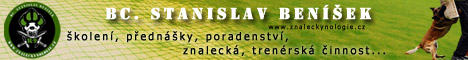 BC. STANISLAV BENÍŠEK
www.znaleckynologie.cz
školení, přednášky, poradenství,
znalecká, trenérská činnost...